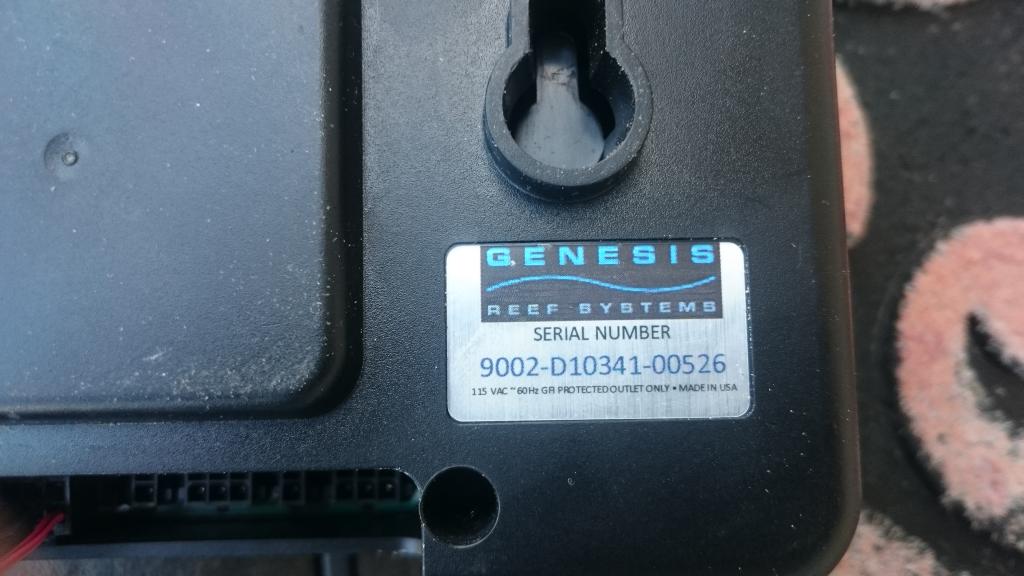 GENESIS
REEF SYSTEMS
SERIAL NUMBER
9002-D10341-00526
115 VAC ~ 60Hz GFI PROTECTED OUTLET ONLY • MADE IN USA